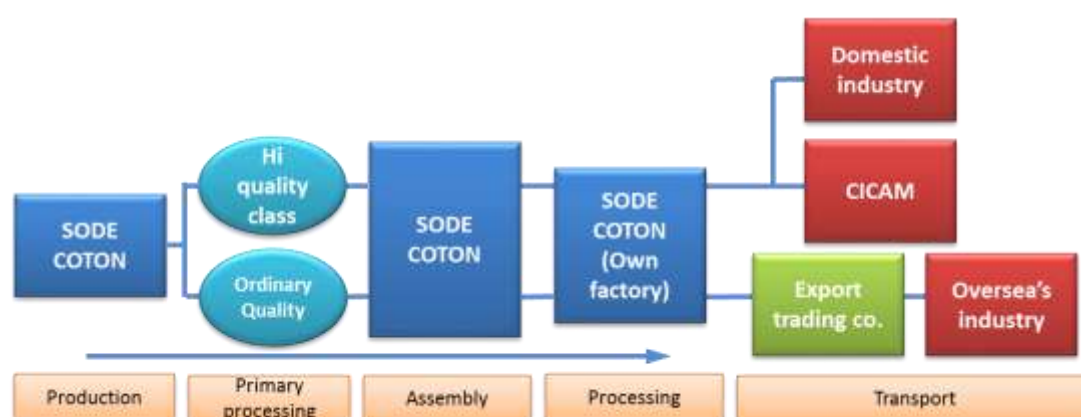 Domestic
industry
Hi
quality
class
CICAM
SODE
COTON
SODE
COTON
SODE
COTON
(Own
factory)
Ordinary
Quality
Export
trading co.
Oversea's
industry
Production
Primary
processing
Assembly
Processing
Transport